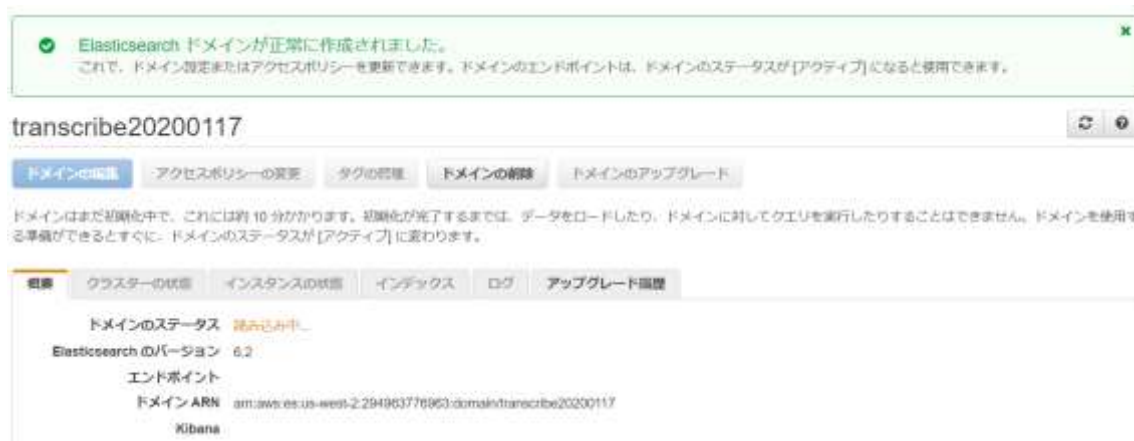 Elasticsearch ドメインが正常に作成されました。
これで、ドメイン設定またはアクセスポリシーを更新できます。ドメインのエンドポイントは、ドメインのステータスが [アクティブ] になると使用できます。
transcribe20200117
ドメインの編集 アクセスポリシーの変更 タグの管理 ドメインの削除 ドメインのアップグレード
ドメインはまだ初期化中で、これには約 10 分かかります。初期化が完了するまでは、データをロードしたり、ドメインに対してクエリを実行したりすることはできません。ドメインを使用す
る準備ができるとすぐに、ドメインのステータスが [アクティブ] に変わります。
概要 クラスターの状態 インスタンスの状態 インデックス ログ アップグレード履歴
ドメインのステータス 読み込み中...
Elasticsearch のバージョン 6.2
エンドポイント
ドメイン ARN arn:aws:es:us-west-2:294963776963:domain/transcribe20200117
Kibana